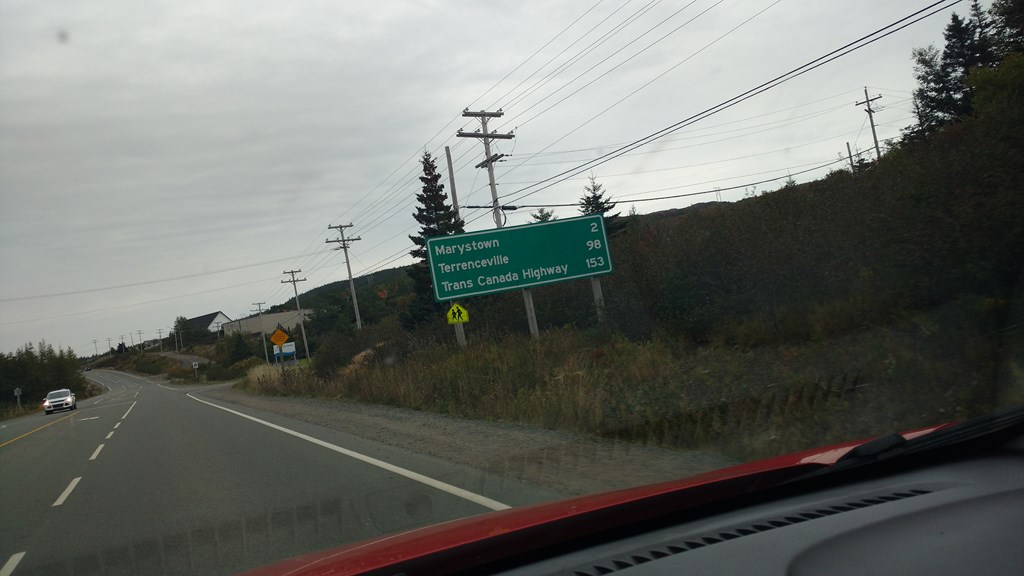 Marystown 2
Terrenceville 98
Trans Canada Highway 153